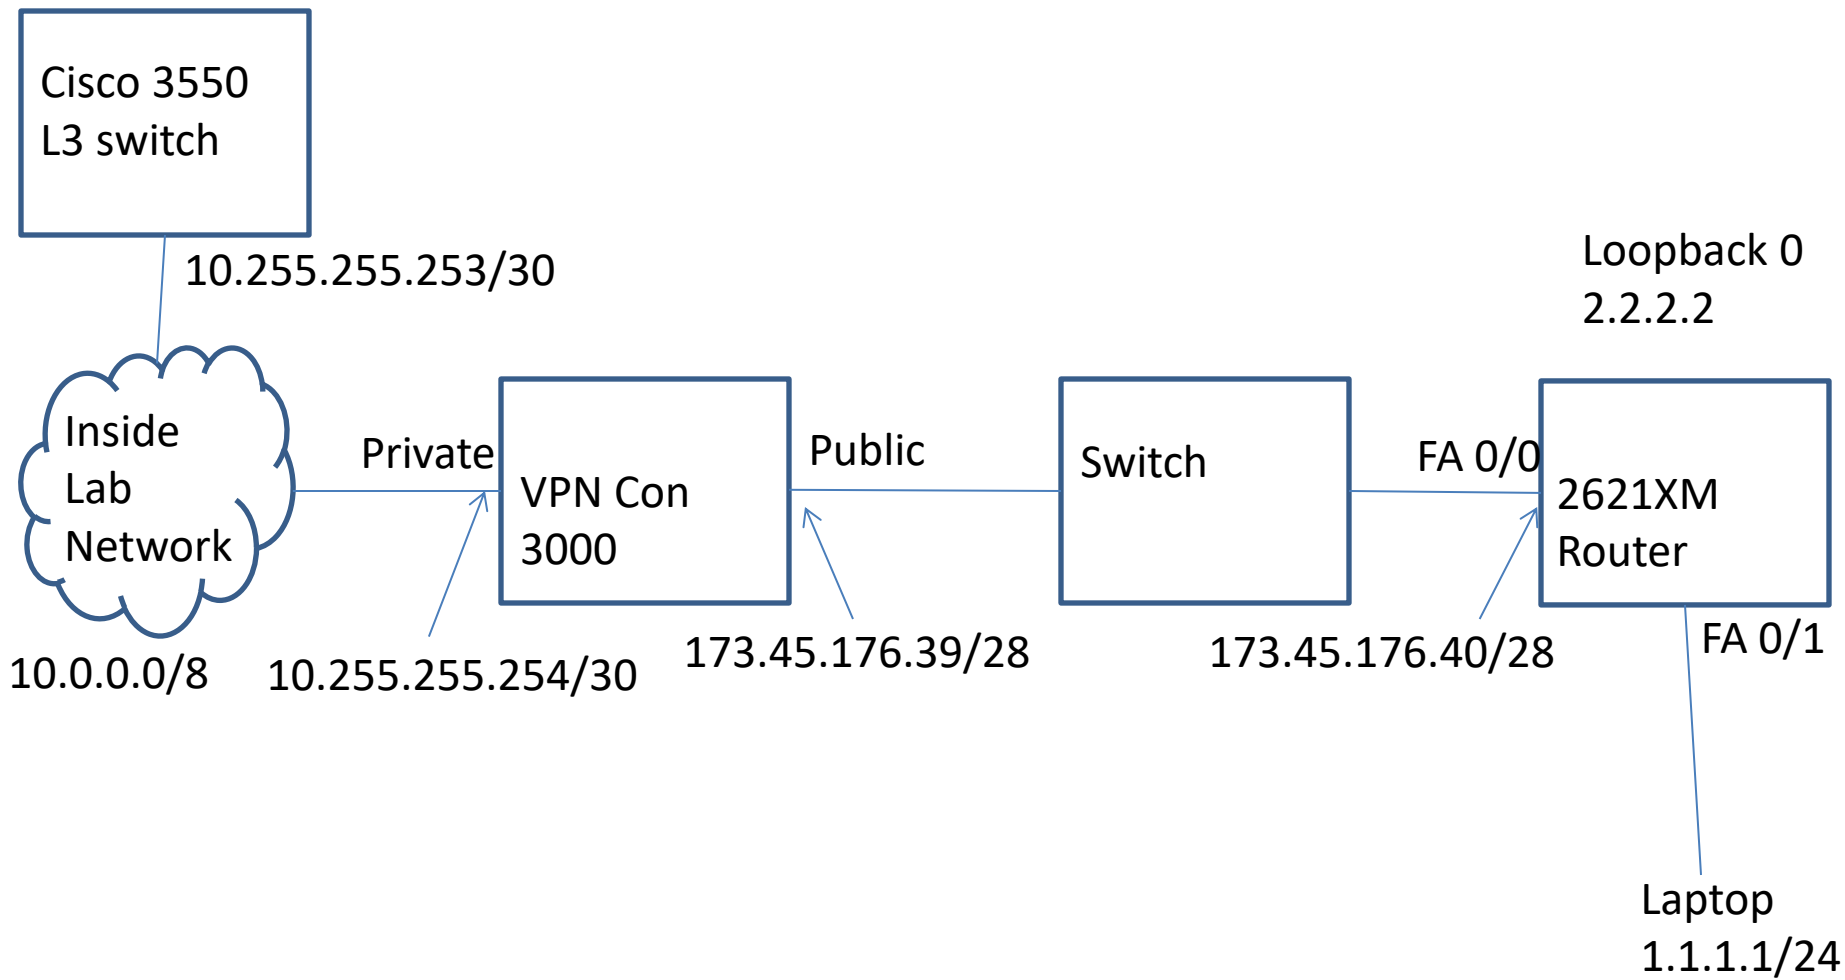 Cisco 3550
L3 switch
10.255.255.253/30
Loopback 0
2.2.2.2
Inside
Lab
Network
Private
VPN Con
3000
Public
Switch
FA 0/0
2621XM
Router
10.0.0.0/8
10.255.255.254/30
173.45.176.39/28
173.45.176.40/28
FA 0/1
Laptop
1.1.1.1/24